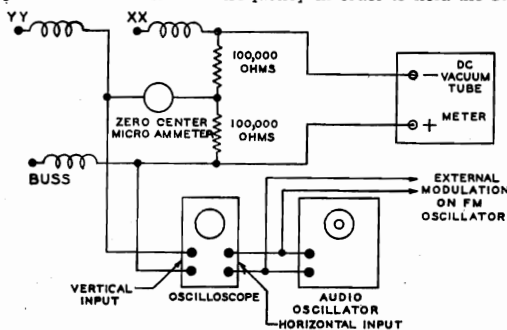 YY
XX
100,000
OHMS
DC
VACUUM
TUBE
−
METER
+
ZERO CENTER
MICRO AMMETER
100,000
OHMS
BUSS
EXTERNAL
MODULATION
ON FM
OSCILLATOR
VERTICAL
INPUT
OSCILLOSCOPE
AUDIO
OSCILLATOR
HORIZONTAL INPUT